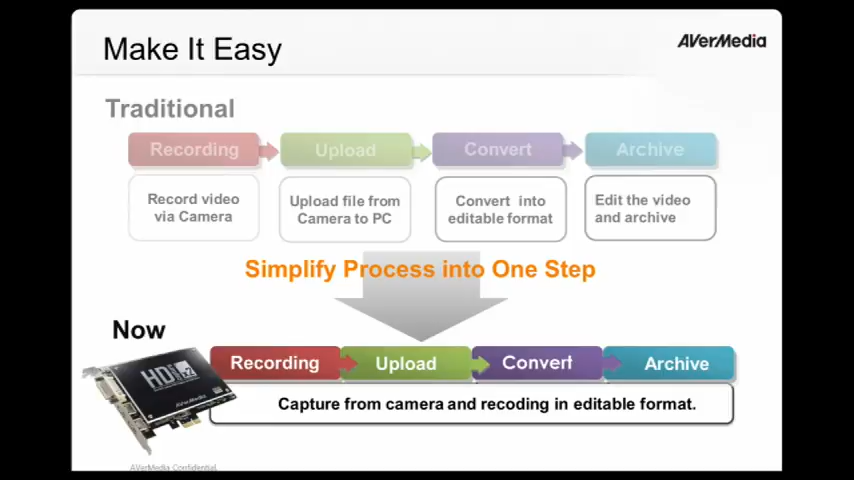 Make It Easy
AVerMedia
Traditional
Recording
Upload
Convert
Archive
Record video
via Camera
Upload file from
Camera to PC
Convert into
editable format
Edit the video
and archive
Simplify Process into One Step
Now
Recording
Upload
Convert
Archive
HD
AVerMedia
Capture from camera and recoding in editable format.
AVerMedia Confidential